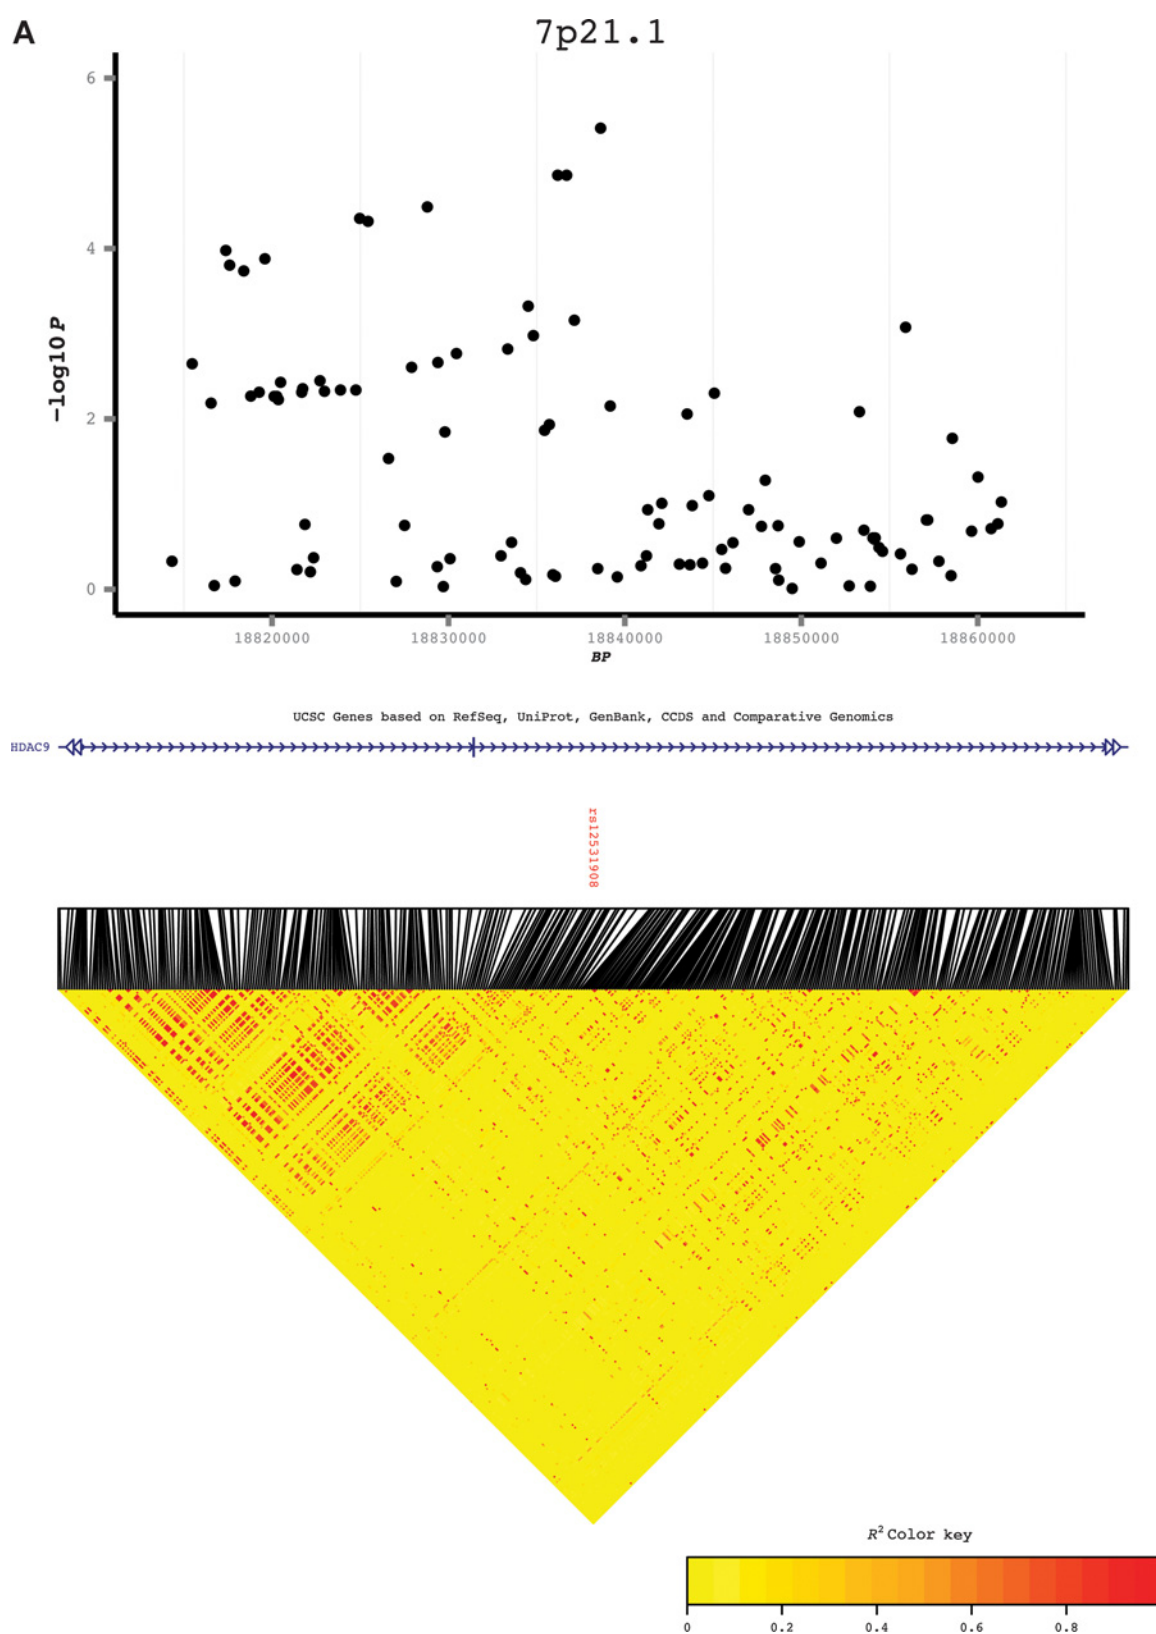 A
7p21.1
6
4
2
0
-log10 P
18820000 18830000 18840000 18850000 18860000
BP
UCSC Genes based on RefSeq, UniProt, GenBank, CCDS and Comparative Genomics
HDAC9
rs12531908
R² Color key
0 0.2 0.4 0.6 0.8